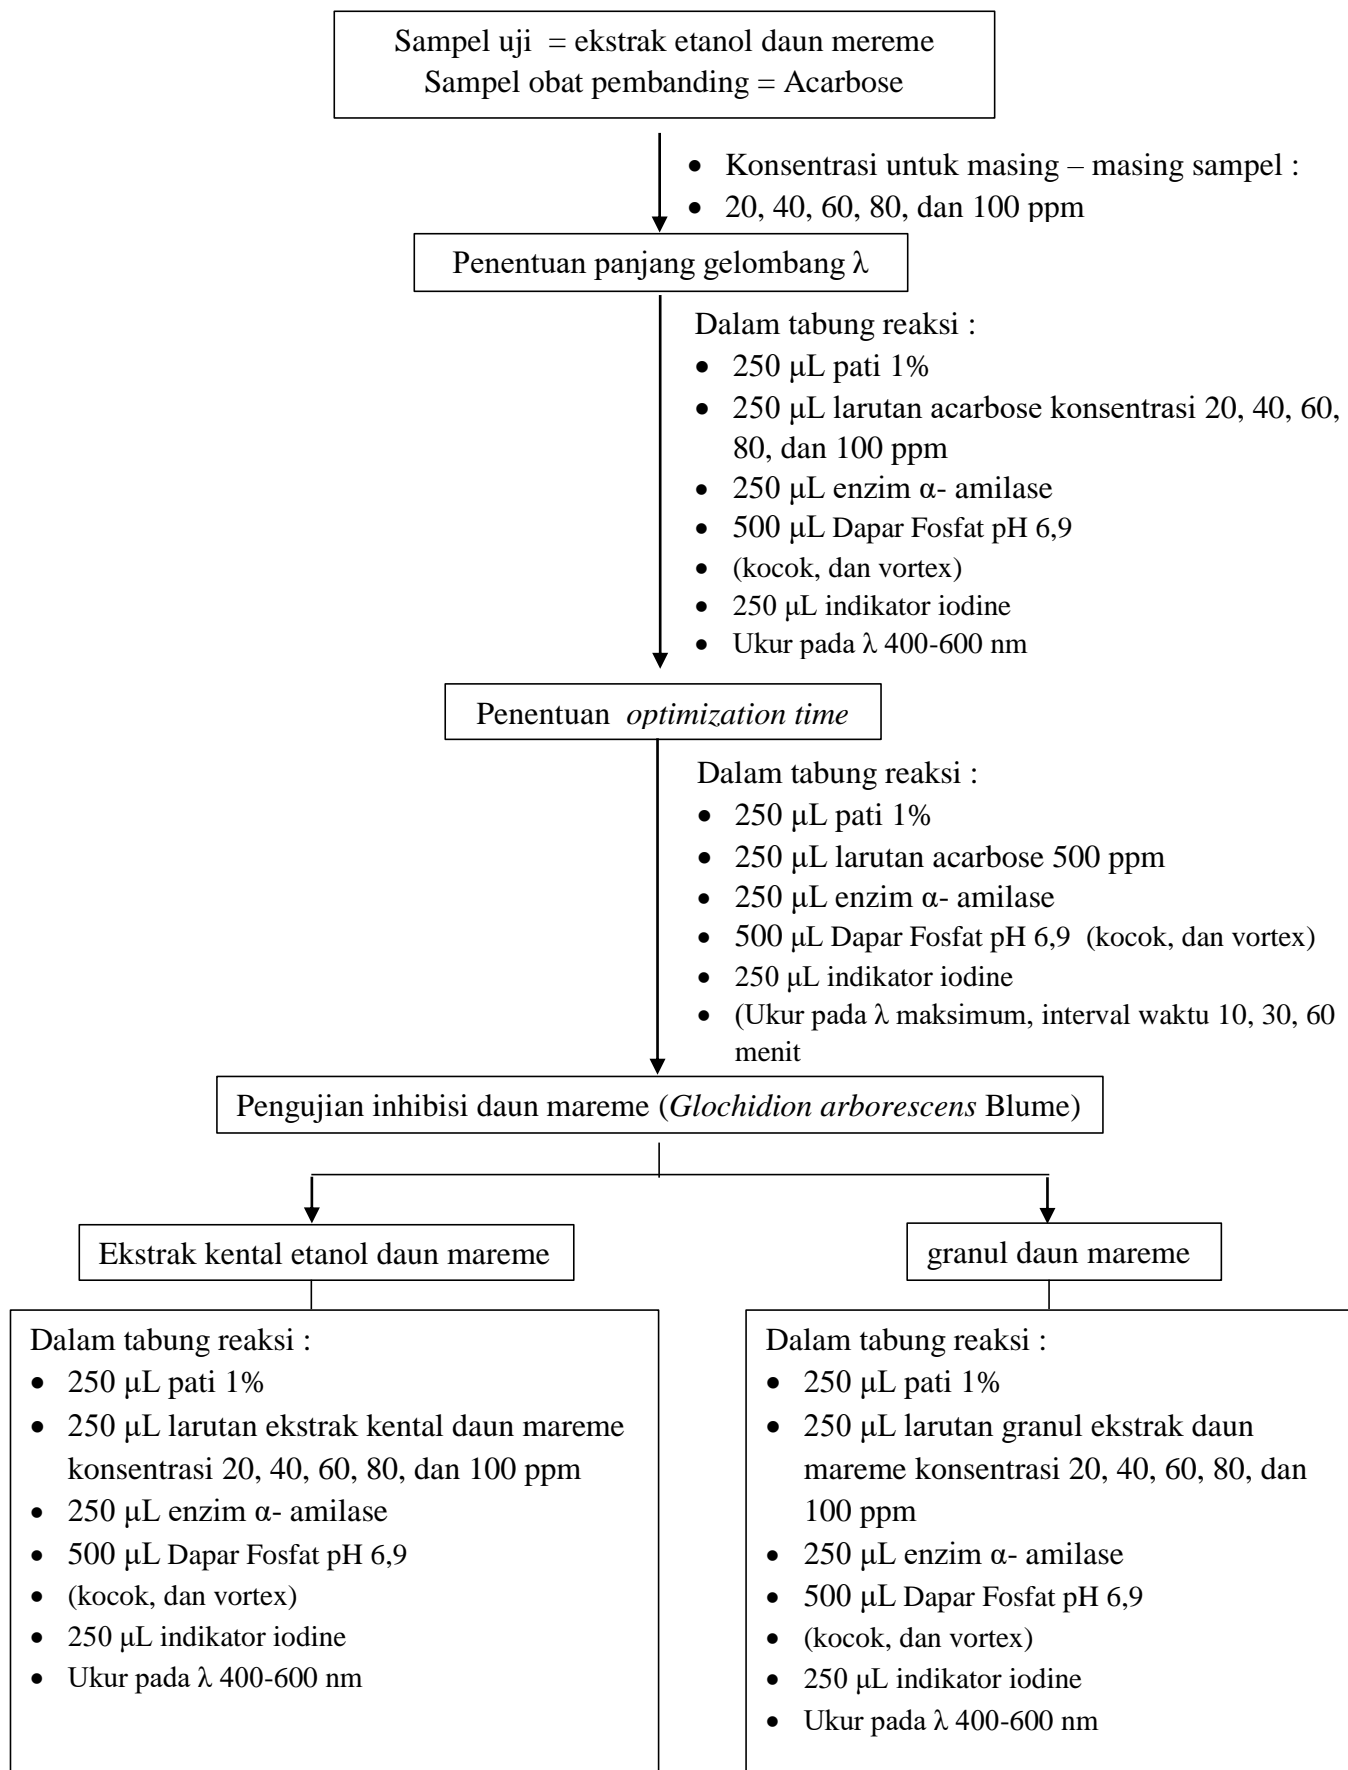 Sampel uji  = ekstrak etanol daun mereme
Sampel obat pembanding = Acarbose
• Konsentrasi untuk masing – masing sampel :
• 20, 40, 60, 80, dan 100 ppm
Penentuan panjang gelombang λ
Dalam tabung reaksi :
• 250 µL pati 1%
• 250 µL larutan acarbose konsentrasi 20, 40, 60,
80, dan 100 ppm
• 250 µL enzim α- amilase
• 500 µL Dapar Fosfat pH 6,9
• (kocok, dan vortex)
• 250 µL indikator iodine
• Ukur pada λ 400-600 nm
Penentuan  optimization time
Dalam tabung reaksi :
• 250 µL pati 1%
• 250 µL larutan acarbose 500 ppm
• 250 µL enzim α- amilase
• 500 µL Dapar Fosfat pH 6,9  (kocok, dan vortex)
• 250 µL indikator iodine
• (Ukur pada λ maksimum, interval waktu 10, 30, 60
menit
Pengujian inhibisi daun mareme (Glochidion arborescens Blume)
Ekstrak kental etanol daun mareme
Dalam tabung reaksi :
• 250 µL pati 1%
• 250 µL larutan ekstrak kental daun mareme
konsentrasi 20, 40, 60, 80, dan 100 ppm
• 250 µL enzim α- amilase
• 500 µL Dapar Fosfat pH 6,9
• (kocok, dan vortex)
• 250 µL indikator iodine
• Ukur pada λ 400-600 nm
granul daun mareme
Dalam tabung reaksi :
• 250 µL pati 1%
• 250 µL larutan granul ekstrak daun
mareme konsentrasi 20, 40, 60, 80, dan
100 ppm
• 250 µL enzim α- amilase
• 500 µL Dapar Fosfat pH 6,9
• (kocok, dan vortex)
• 250 µL indikator iodine
• Ukur pada λ 400-600 nm